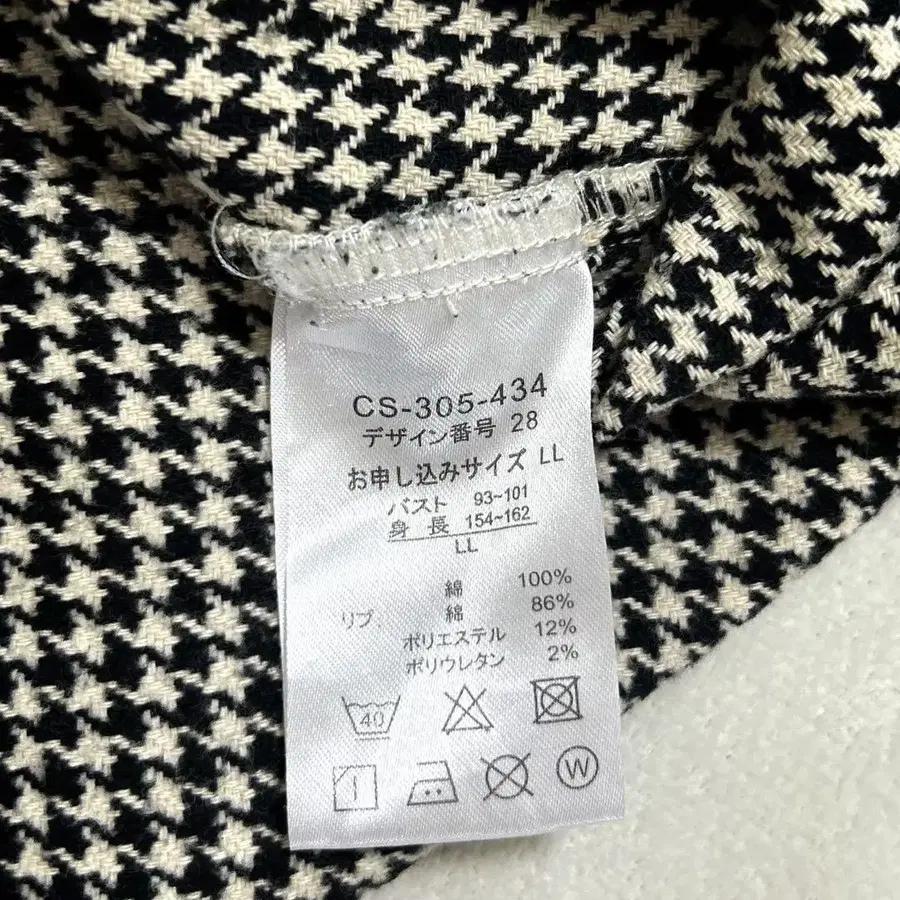 CS-305-434
デザイン番号 28
お申し込みサイズ LL
バスト 93~101
身長 154~162
LL
綿 100%
リブ、 綿 86%
ポリエステル 12%
ポリウレタン 2%
40
W